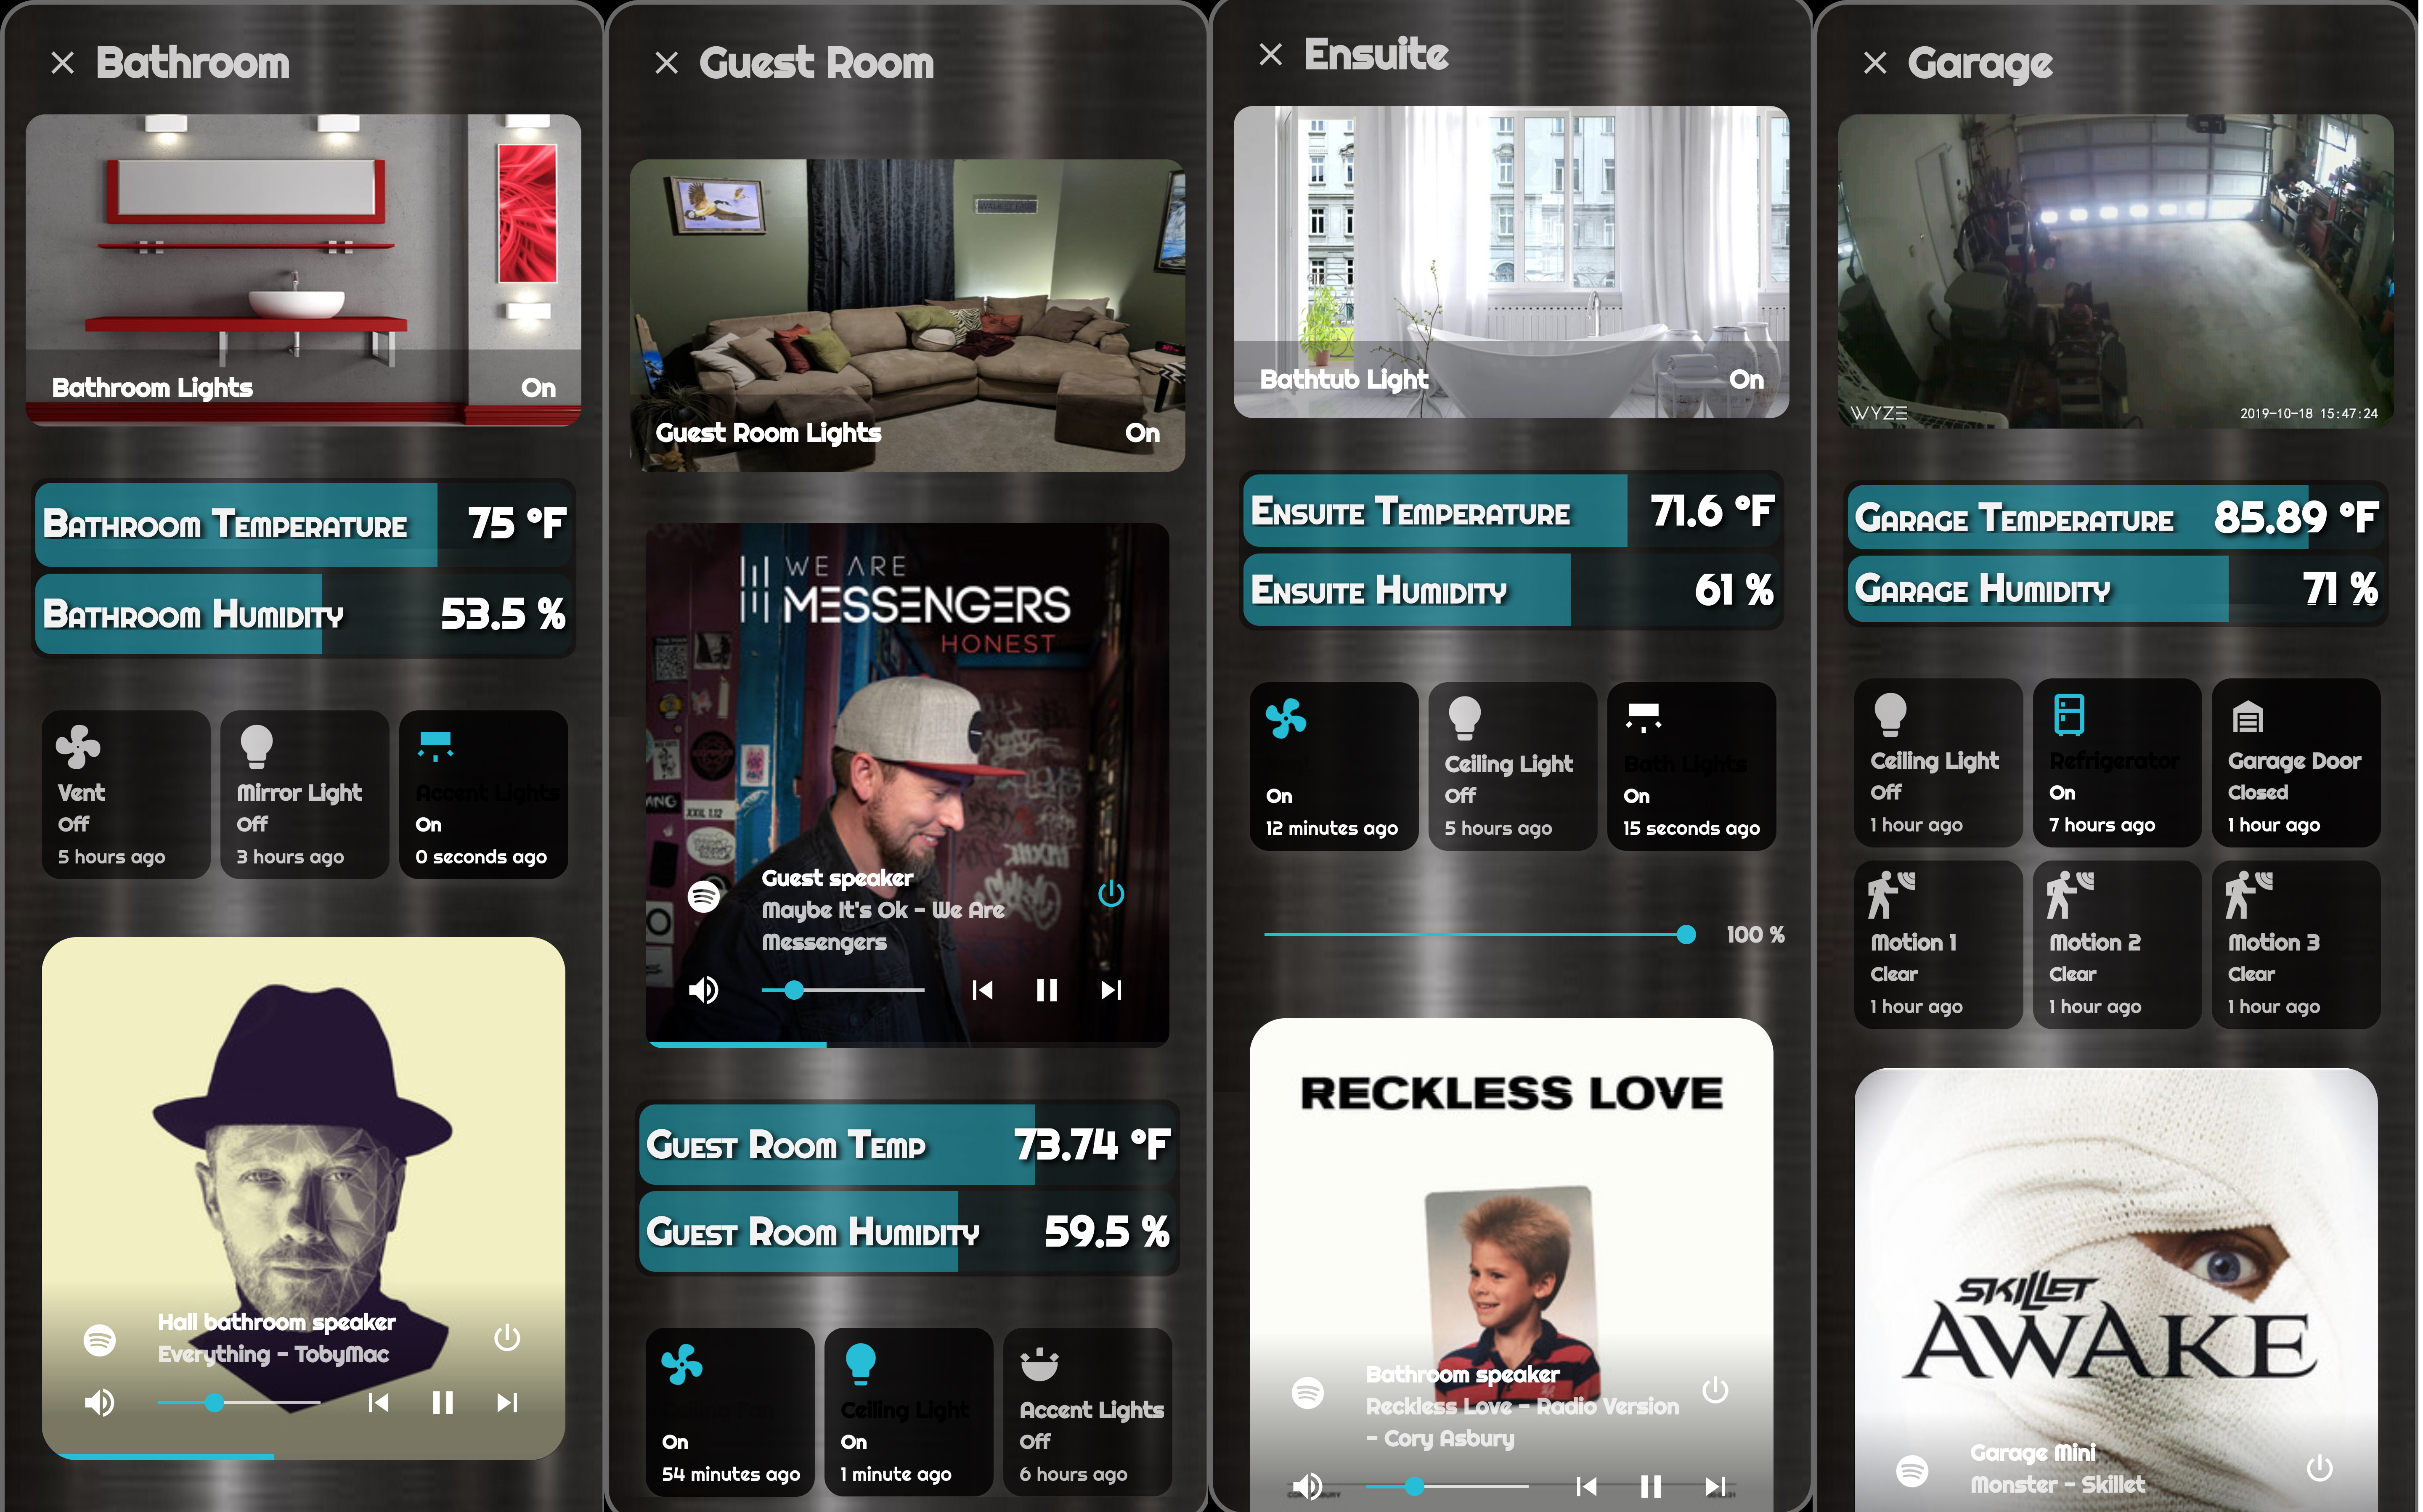 Bathroom
Bathroom Lights On
BATHROOM TEMPERATURE 75 °F
BATHROOM HUMIDITY 53.5 %
Vent
Off
5 hours ago
Mirror Light
Off
3 hours ago
Accent Lights
On
0 seconds ago
Hall bathroom speaker
Everything - TobyMac
Guest Room
Guest Room Lights On
WE ARE
MESSENGERS
HONEST
Guest speaker
Maybe It's Ok - We Are
Messengers
GUEST ROOM TEMP 73.74 °F
GUEST ROOM HUMIDITY 59.5 %
On
54 minutes ago
Ceiling Light
On
1 minute ago
Accent Lights
Off
6 hours ago
Ensuite
Bathtub Light On
ENSUITE TEMPERATURE 71.6 °F
ENSUITE HUMIDITY 61 %
On
12 minutes ago
Ceiling Light
Off
5 hours ago
Bath Lights
On
15 seconds ago
100 %
RECKLESS LOVE
Bathroom speaker
Reckless Love - Radio Version
- Cory Asbury
Garage
WYZE 2019-10-18 15:47:24
GARAGE TEMPERATURE 85.89 °F
GARAGE HUMIDITY 71 %
Ceiling Light
Off
1 hour ago
Refrigerator
On
7 hours ago
Garage Door
Closed
1 hour ago
Motion 1
Clear
1 hour ago
Motion 2
Clear
1 hour ago
Motion 3
Clear
1 hour ago
SKILLET
AWAKE
Garage Mini
Monster - Skillet